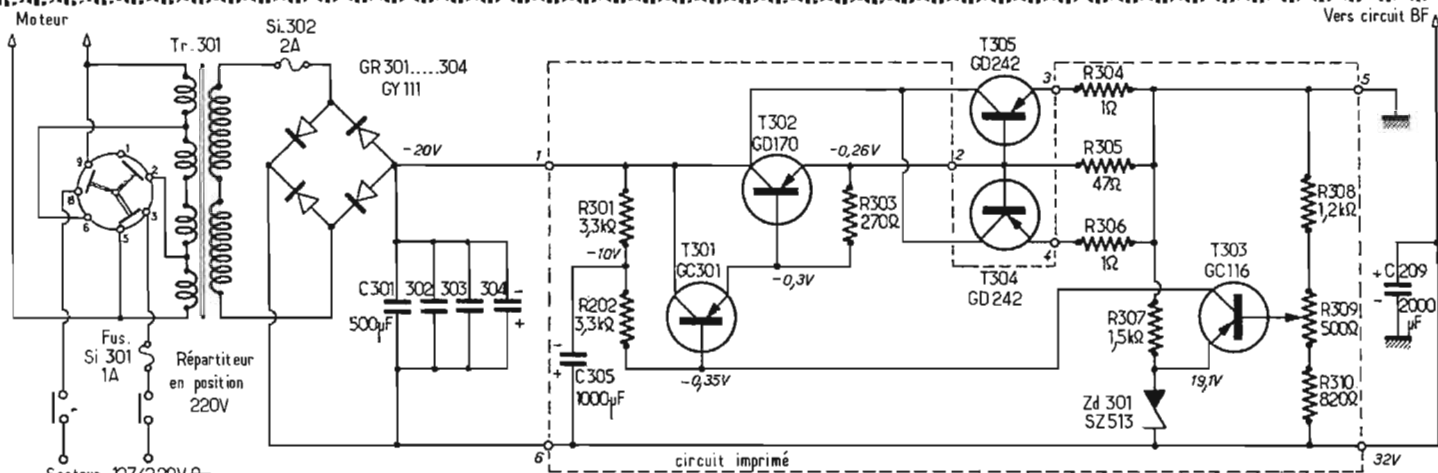 Moteur
Tr.301
Si.302
2A
GR 301.....304
GY 111
-20V
9
1
2
8
3
6
5
Fus.
Si 301
1A
Répartiteur
en position
220V
C301
302
303
304
500µF
-
+
1
R301
3,3kΩ
-10V
R202
3,3kΩ
-
+
C305
1000µF
T301
GC301
-0,35V
T302
GD170
-0,26V
-0,3V
R303
270Ω
2
T305
GD242
T304
GD242
3
4
R304
1Ω
R305
47Ω
R306
1Ω
R307
1,5kΩ
Zd 301
SZ 513
T303
GC116
19,1V
R308
1,2kΩ
R309
500Ω
R310
820Ω
5
Vers circuit BF
+
-
C209
2000
µF
6
circuit imprimé
32V